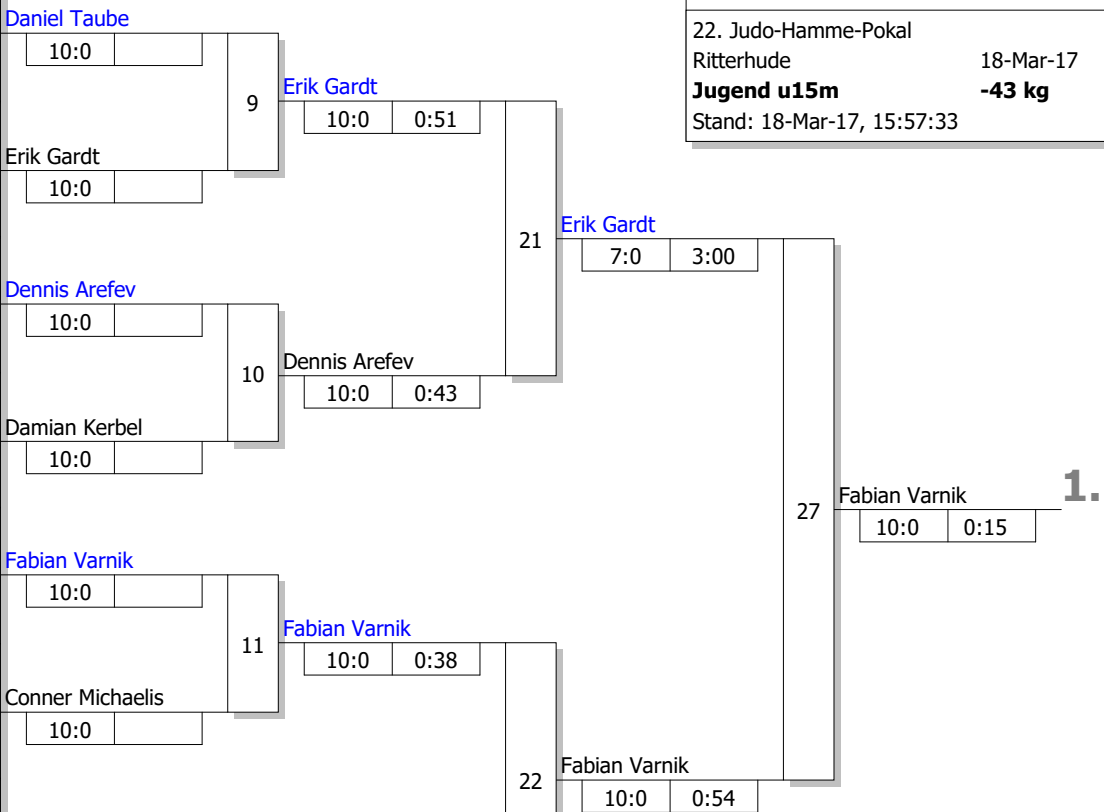 Daniel Taube
10:0
22. Judo-Hamme-Pokal
Ritterhude 18-Mar-17
Jugend u15m -43 kg
Stand: 18-Mar-17, 15:57:33
9
Erik Gardt
10:0 0:51
Erik Gardt
10:0
21
Erik Gardt
7:0 3:00
Dennis Arefev
10:0
10
Dennis Arefev
10:0 0:43
Damian Kerbel
10:0
27
Fabian Varnik 1.
10:0 0:15
Fabian Varnik
10:0
11
Fabian Varnik
10:0 0:38
Conner Michaelis
10:0
22
Fabian Varnik
10:0 0:54